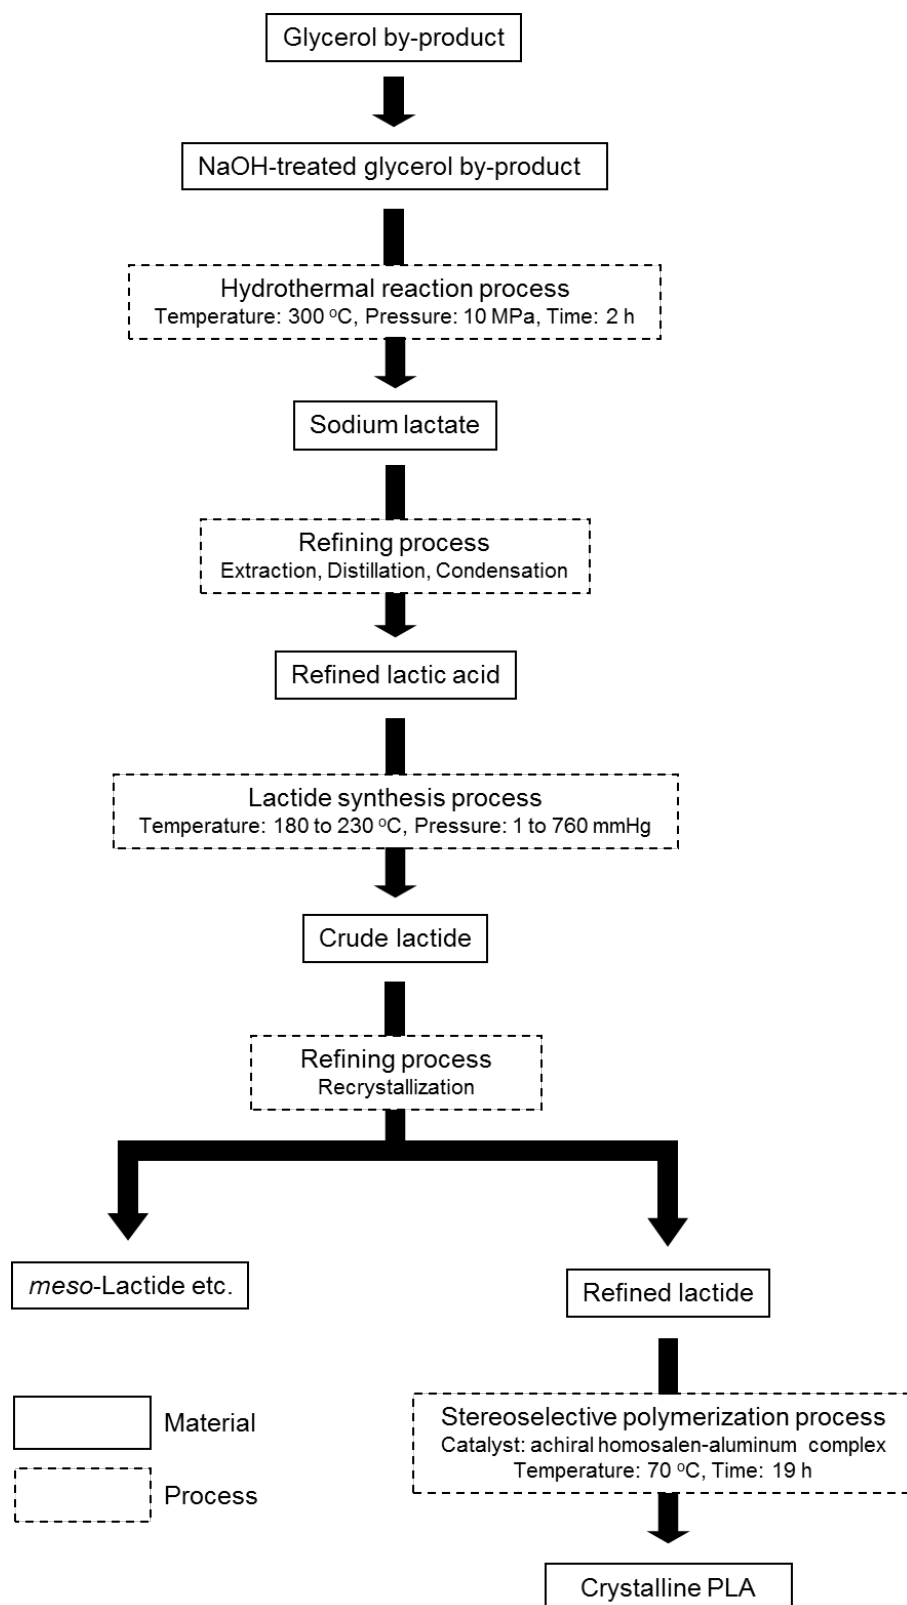 Glycerol by-product
NaOH-treated glycerol by-product
Hydrothermal reaction process
Temperature: 300 °C, Pressure: 10 MPa, Time: 2 h
Sodium lactate
Refining process
Extraction, Distillation, Condensation
Refined lactic acid
Lactide synthesis process
Temperature: 180 to 230 °C, Pressure: 1 to 760 mmHg
Crude lactide
Refining process
Recrystallization
meso-Lactide etc.
Refined lactide
Material
Process
Stereoselective polymerization process
Catalyst: achiral homosalen-aluminum complex
Temperature: 70 °C, Time: 19 h
Crystalline PLA